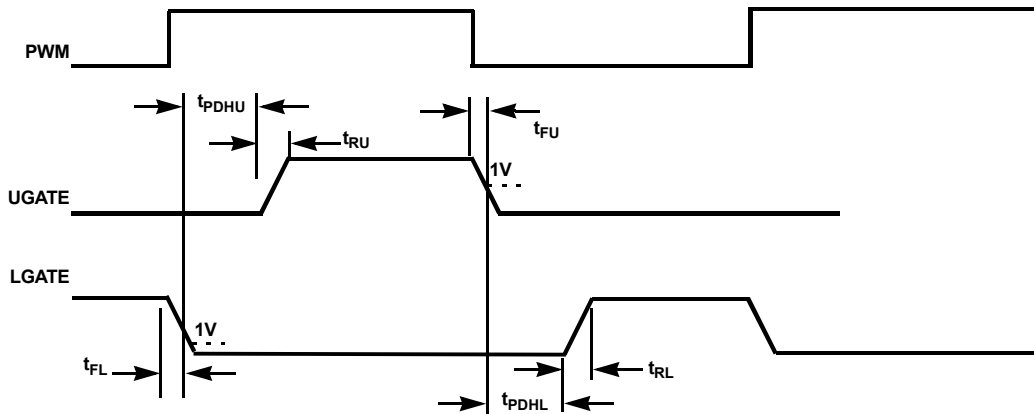 PWM
tPDHU
tRU
tFU
1V
UGATE
LGATE
1V
tFL
tRL
tPDHL